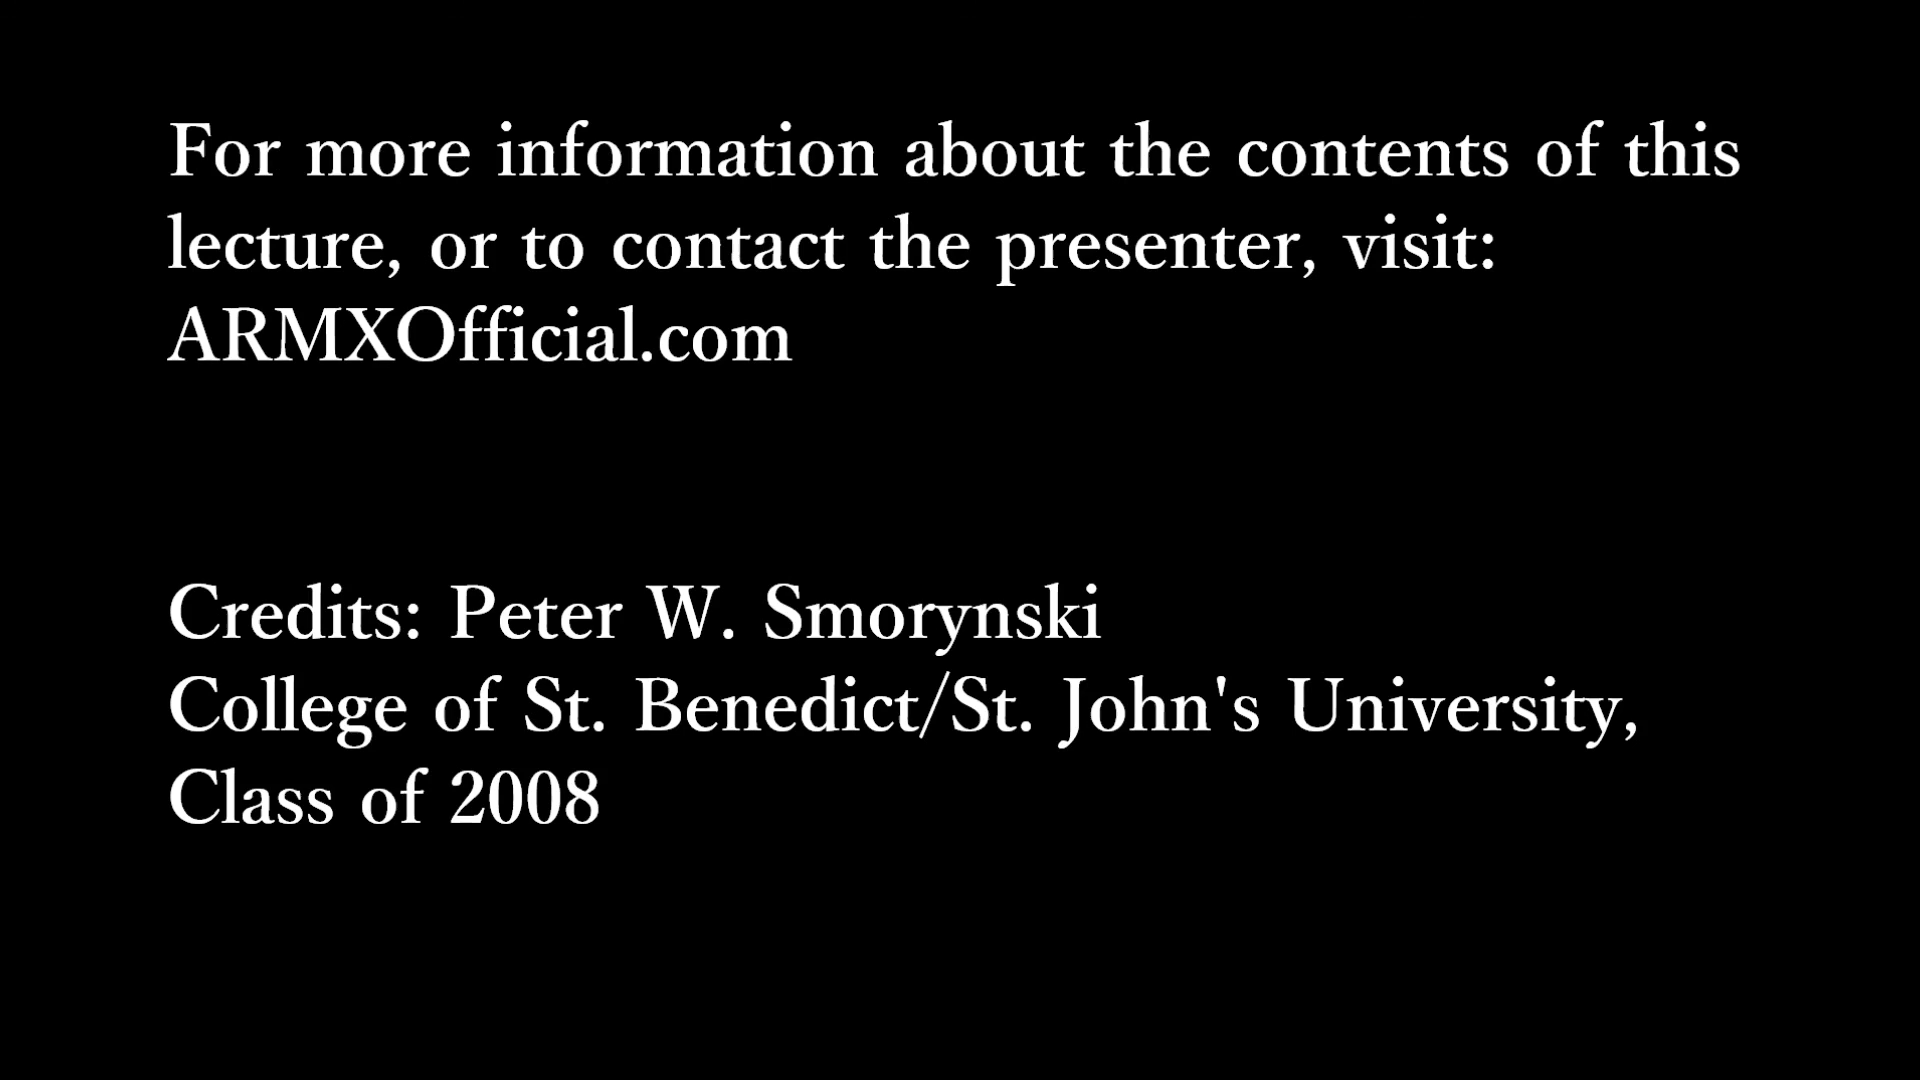 For more information about the contents of this
lecture, or to contact the presenter, visit:
ARMXOfficial.com
Credits: Peter W. Smorynski
College of St. Benedict/St. John's University,
Class of 2008